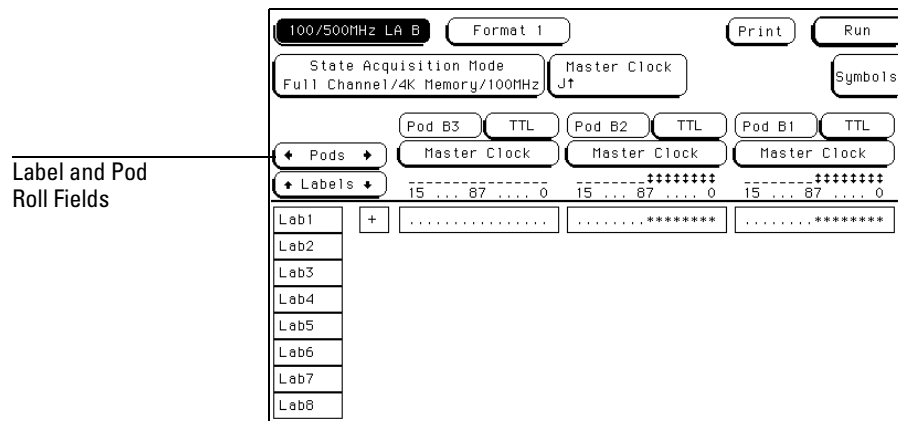 100/500MHz LA B Format 1 Print Run
State Acquisition Mode
Full Channel/4K Memory/100MHz
Master Clock
J↑
Symbols
Pod B3 TTL Pod B2 TTL Pod B1 TTL
← Pods → Master Clock Master Clock Master Clock
Label and Pod
Roll Fields
↑ Labels ↓
---------------- --------‡‡‡‡‡‡‡‡ --------‡‡‡‡‡‡‡‡
15 ... 87 .... 0 15 ... 87 .... 0 15 ... 87 .... 0
Lab1 + ................ ........******** ........********
Lab2
Lab3
Lab4
Lab5
Lab6
Lab7
Lab8